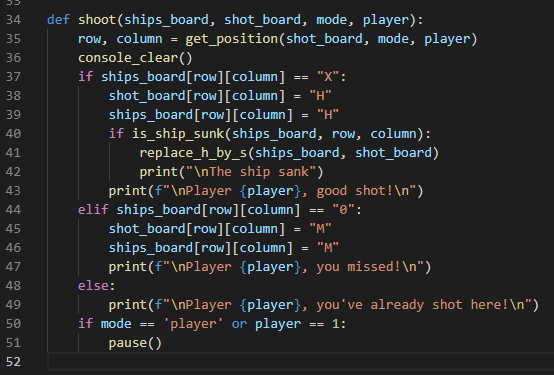 34 def shoot(ships_board, shot_board, mode, player):
35     row, column = get_position(shot_board, mode, player)
36     console_clear()
37     if ships_board[row][column] == "X":
38         shot_board[row][column] = "H"
39         ships_board[row][column] = "H"
40         if is_ship_sunk(ships_board, row, column):
41             replace_h_by_s(ships_board, shot_board)
42             print("\nThe ship sank")
43         print(f"\nPlayer {player}, good shot!\n")
44     elif ships_board[row][column] == "0":
45         shot_board[row][column] = "M"
46         ships_board[row][column] = "M"
47         print(f"\nPlayer {player}, you missed!\n")
48     else:
49         print(f"\nPlayer {player}, you've already shot here!\n")
50     if mode == 'player' or player == 1:
51         pause()
52